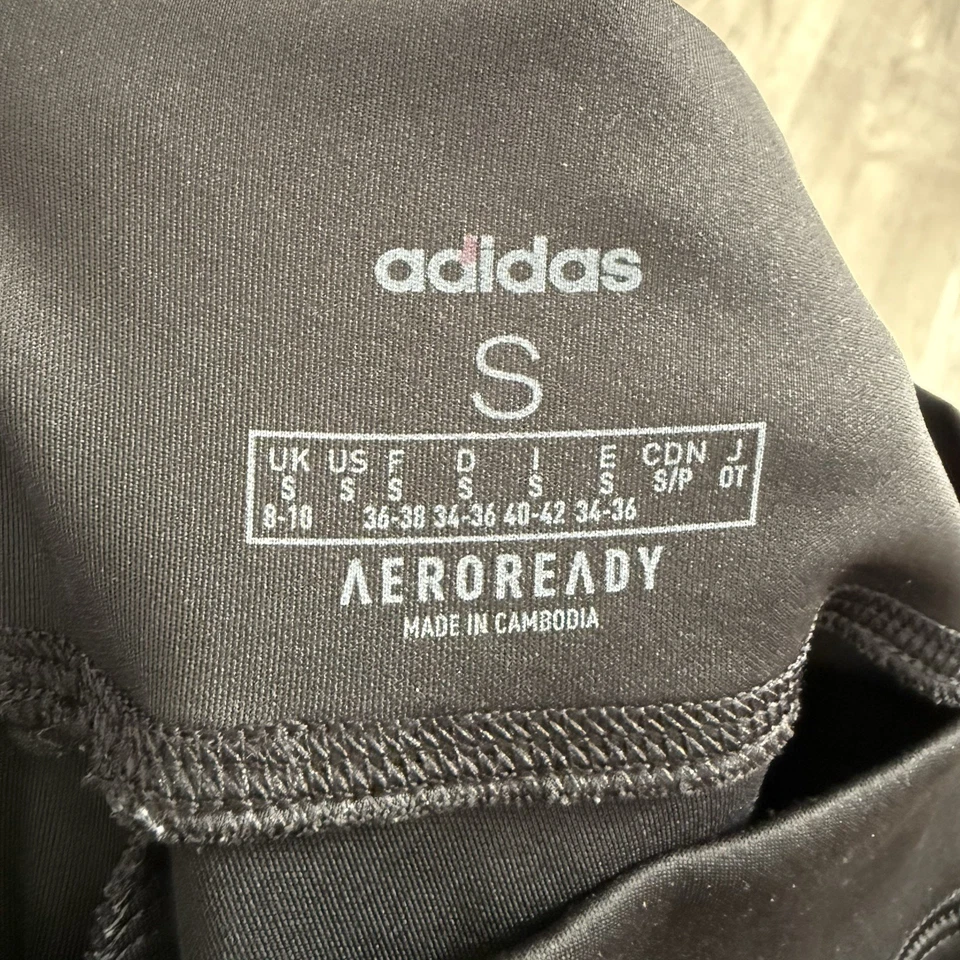 adidas
S
UK US F D I E CDN J
S S S S S S S/P OT
8-10 36-38 34-36 40-42 34-36
AEROREADY
MADE IN CAMBODIA